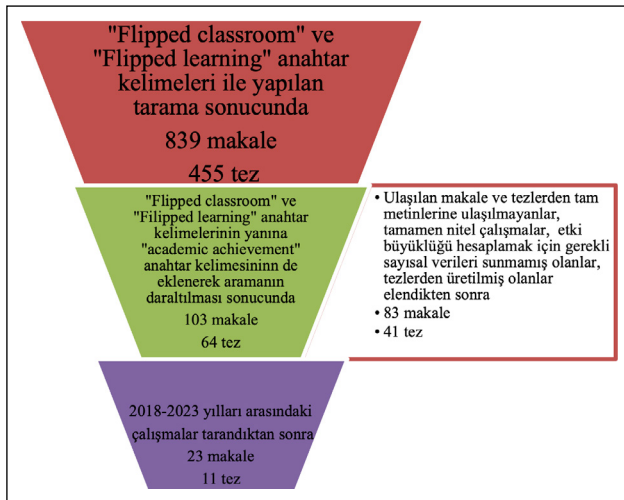 "Flipped classroom" ve
"Flipped learning" anahtar
kelimeleri ile yapılan
tarama sonucunda
839 makale
455 tez
"Flipped classroom" ve
"Filipped learning" anahtar
kelimelerinin yanına
"academic achievement"
anahtar kelimesininn de
eklenerek aramanın
daraltılması sonucunda
103 makale
64 tez
• Ulaşılan makale ve tezlerden tam
metinlerine ulaşılmayanlar,
tamamen nitel çalışmalar, etki
büyüklüğü hesaplamak için gerekli
sayısal verileri sunmamış olanlar,
tezlerden üretilmiş olanlar
elendikten sonra
• 83 makale
• 41 tez
2018-2023 yılları arasındaki
çalışmalar tarandıktan sonra
23 makale
11 tez